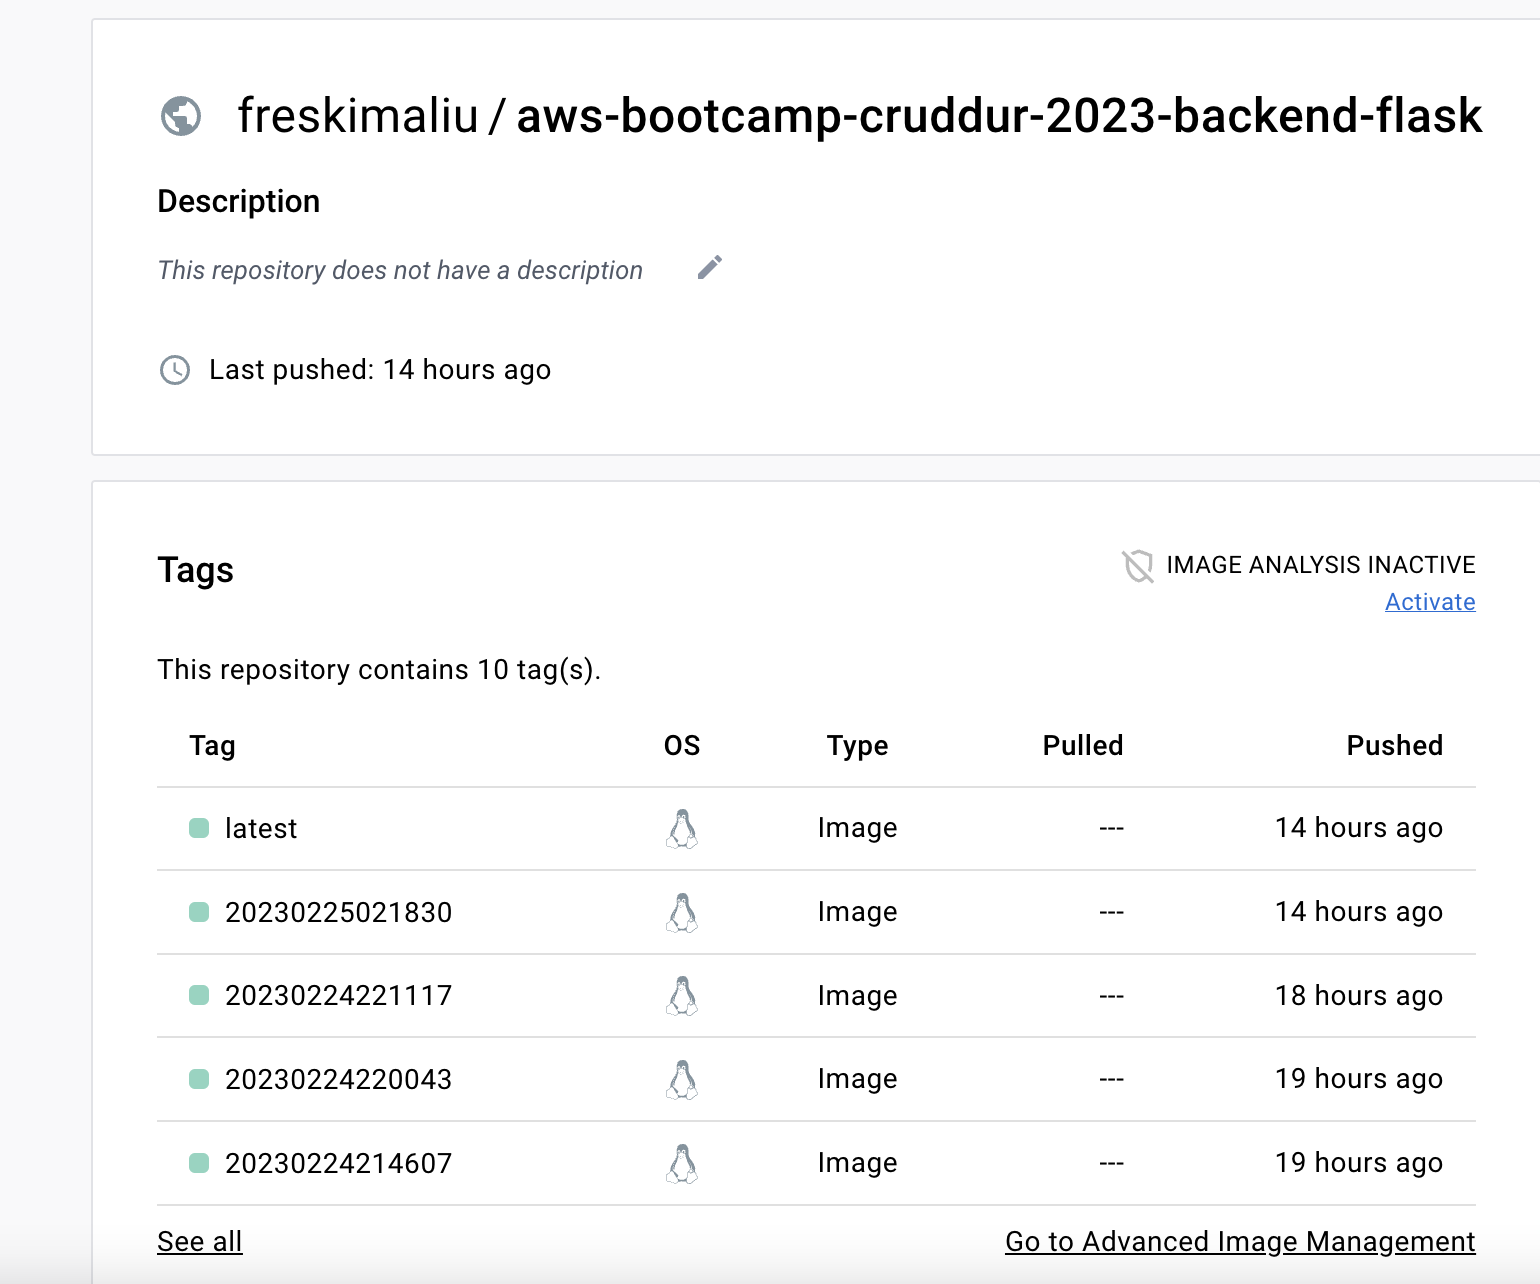 freskimaliu / aws-bootcamp-cruddur-2023-backend-flask
Description
This repository does not have a description
Last pushed: 14 hours ago
Tags
IMAGE ANALYSIS INACTIVE
Activate
This repository contains 10 tag(s).
Tag OS Type Pulled Pushed
latest Image --- 14 hours ago
20230225021830 Image --- 14 hours ago
20230224221117 Image --- 18 hours ago
20230224220043 Image --- 19 hours ago
20230224214607 Image --- 19 hours ago
See all Go to Advanced Image Management